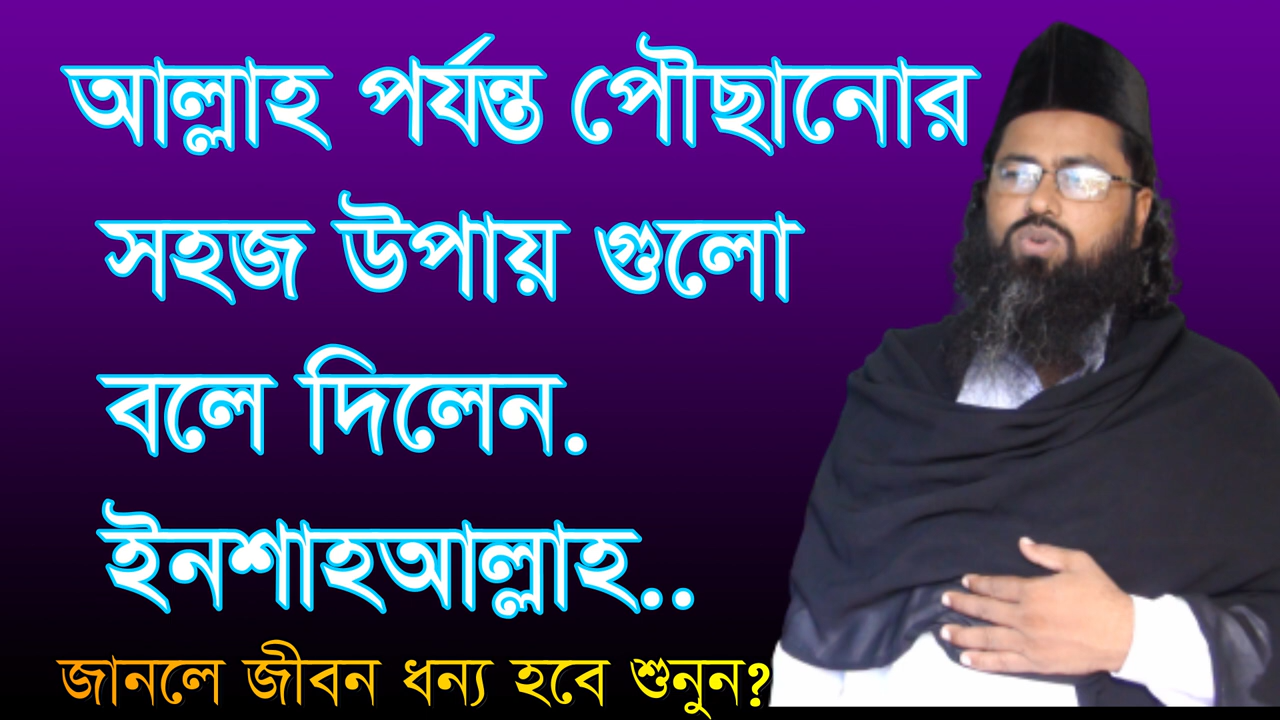 আল্লাহ পর্যন্ত পৌছানোর
সহজ উপায় গুলো
বলে দিলেন.
ইনশাহআল্লাহ..
জানলে জীবন ধন্য হবে শুনুন?